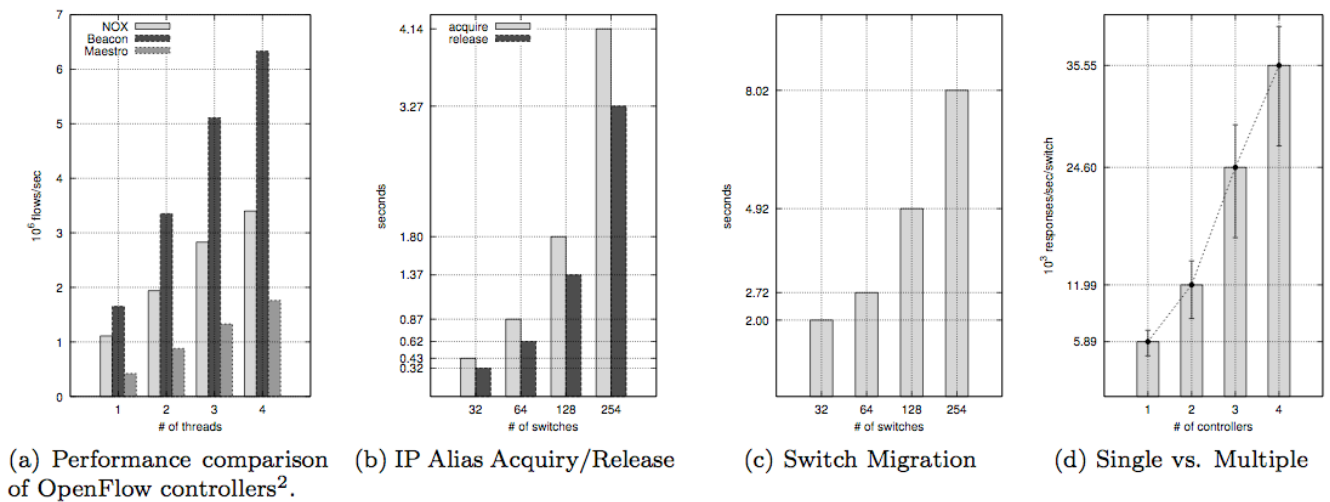 7
6
5
4
3
2
1
0
NOX
Beacon
Maestro
10⁶ flows/sec
1 2 3 4
# of threads
(a) Performance comparison
of OpenFlow controllers².
4.14
3.27
1.80
1.37
0.87
0.62
0.43
0.32
acquire
release
seconds
32 64 128 254
# of switches
(b) IP Alias Acquiry/Release
8.02
4.92
2.72
2.00
seconds
32 64 128 254
# of switches
(c) Switch Migration
35.55
24.60
11.99
5.89
10³ responses/sec/switch
1 2 3 4
# of controllers
(d) Single vs. Multiple